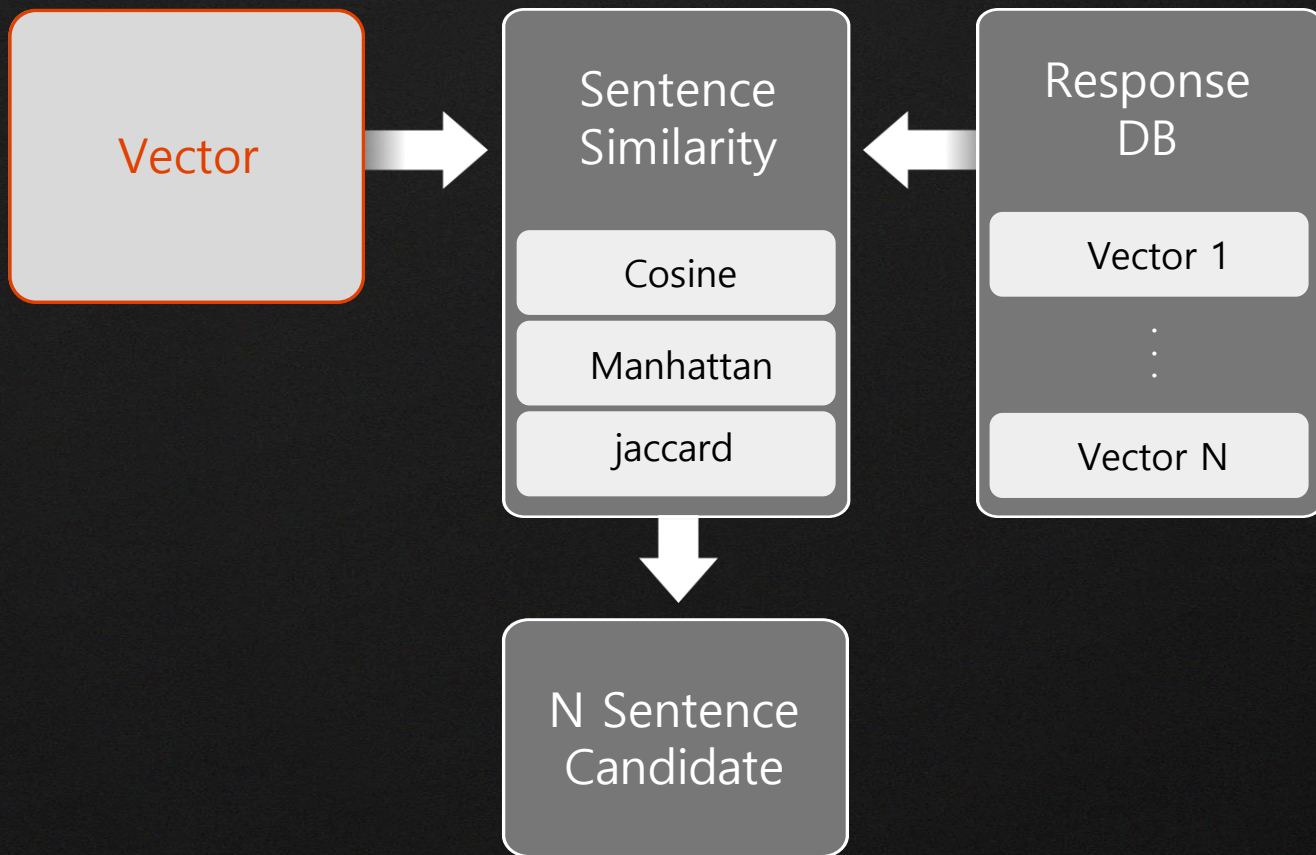 Vector
Sentence
Similarity
Cosine
Manhattan
jaccard
Response
DB
Vector 1
.
.
.
Vector N
N Sentence
Candidate